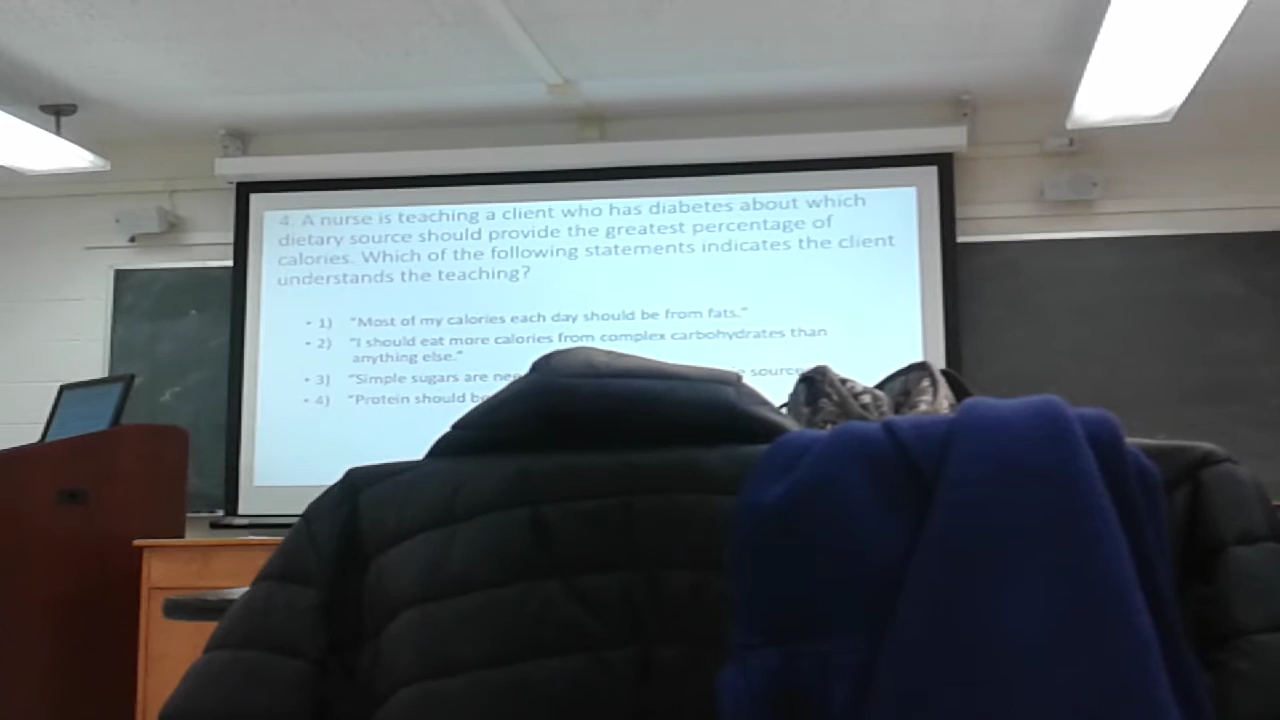 4. A nurse is teaching a client who has diabetes about which
dietary source should provide the greatest percentage of
calories. Which of the following statements indicates the client
understands the teaching?
• 1) "Most of my calories each day should be from fats."
• 2) "I should eat more calories from complex carbohydrates than
anything else."
• 3) "Simple sugars are source
• 4) "Protein should